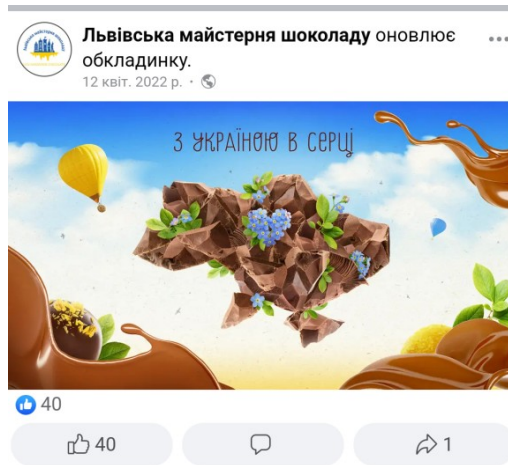 Львівська майстерня шоколаду оновлює
обкладинку.
12 квіт. 2022 р.
З УКРАЇНОЮ В СЕРЦІ
40
40
1